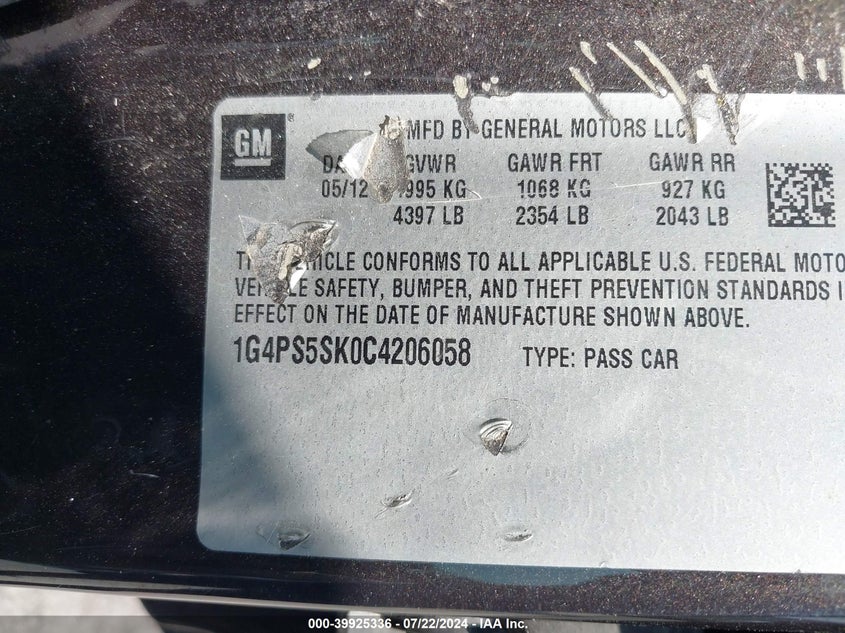 GM
MFD BY GENERAL MOTORS LLC
GVWR GAWR FRT GAWR RR
05/12 995 KG 1068 KG 927 KG
4397 LB 2354 LB 2043 LB
CONFORMS TO ALL APPLICABLE U.S. FEDERAL MOTO
SAFETY, BUMPER, AND THEFT PREVENTION STANDARDS I
EFFECT ON THE DATE OF MANUFACTURE SHOWN ABOVE.
1G4PS5SK0C4206058 TYPE: PASS CAR
000-39925336 - 07/22/2024 - IAA Inc.